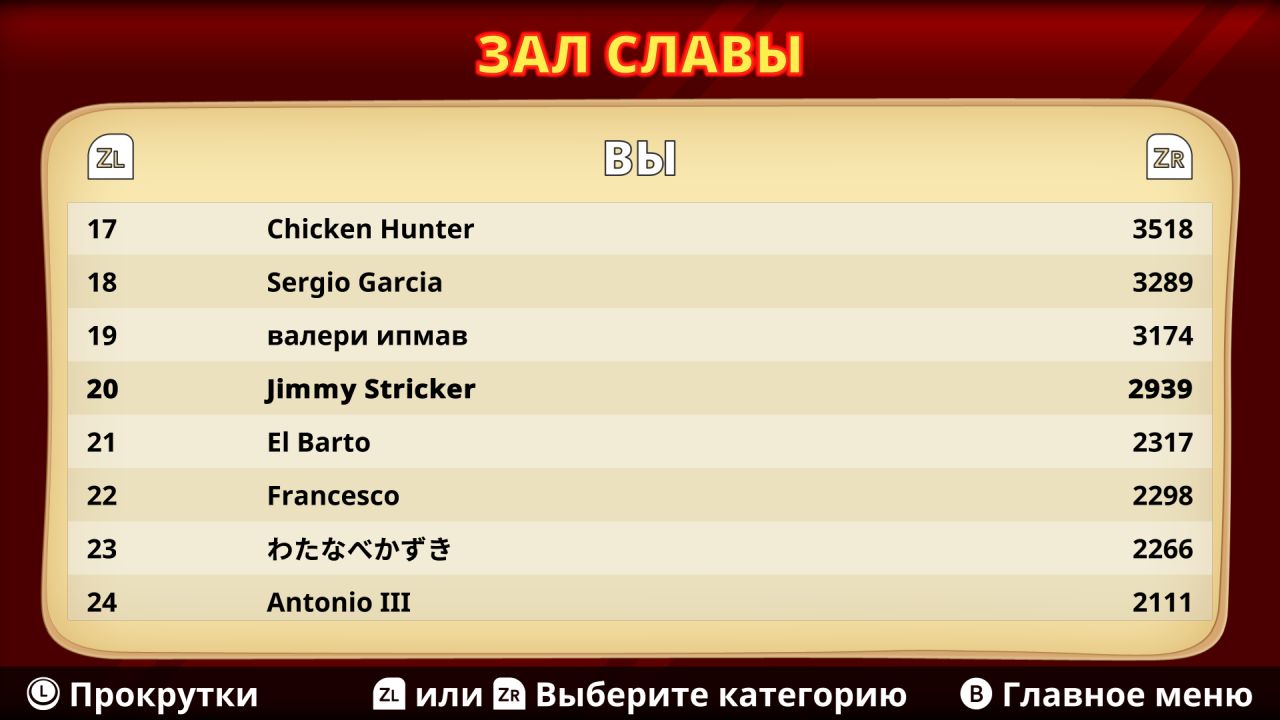 ЗАЛ СЛАВЫ
ZL ВЫ ZR
17 Chicken Hunter 3518
18 Sergio Garcia 3289
19 валери ипмав 3174
20 Jimmy Stricker 2939
21 El Barto 2317
22 Francesco 2298
23 わたなべかずき 2266
24 Antonio III 2111
L Прокрутки ZL или ZR Выберите категорию B Главное меню